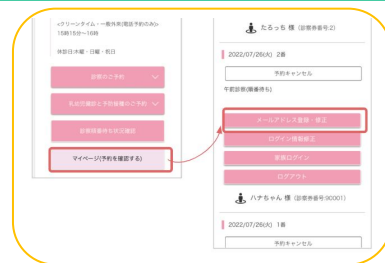 <グリーンタイム・一般外来(電話予約のみ)>
15時15分～16時
休診日:木曜・日曜・祝日
診察のご予約
乳幼児健診と予防接種のご予約
診察待順番待ち状況確認
マイページ(予約を確認する)
たろっち 様 (診察券番号:2)
2022/07/26(火) 2番
予約キャンセル
午前診察(順番待ち)
メールアドレス登録・修正
ログイン情報修正
家族ログイン
ログアウト
ハナちゃん 様 (診察券番号:90001)
2022/07/26(火) 1番
予約キャンセル